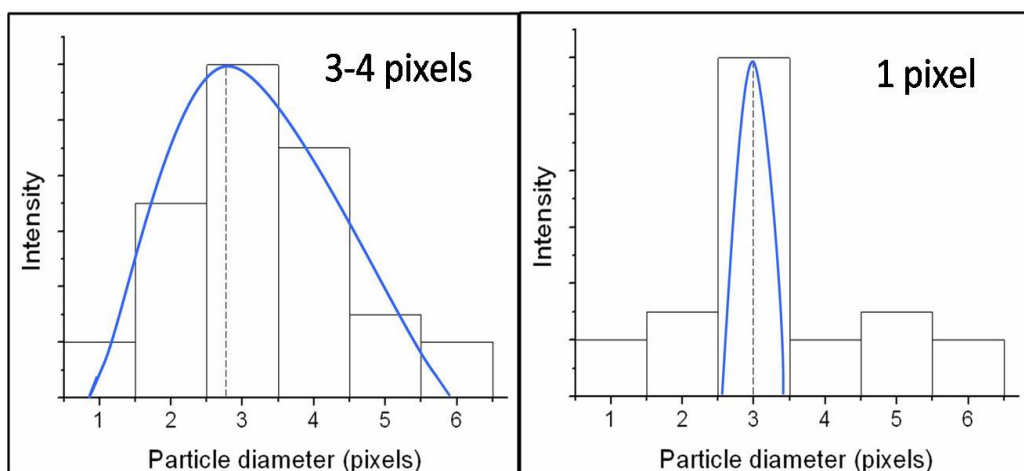 3-4 pixels
Intensity
1 2 3 4 5 6
Particle diameter (pixels)
1 pixel
Intensity
1 2 3 4 5 6
Particle diameter (pixels)